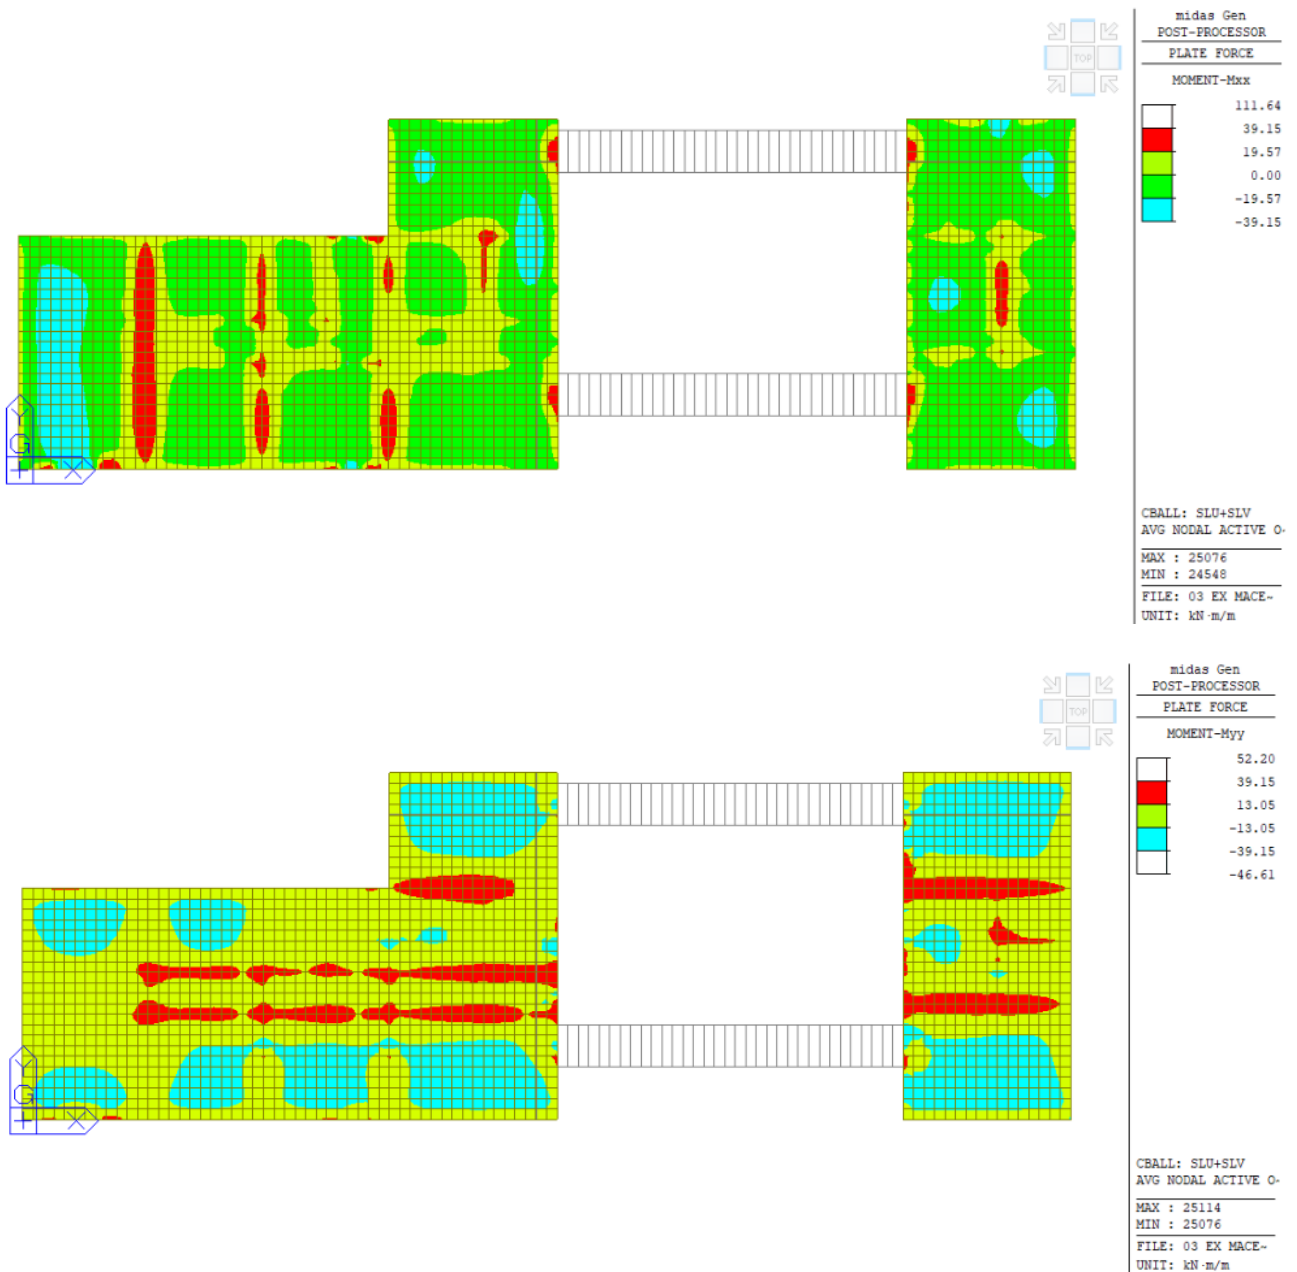 midas Gen
POST-PROCESSOR
PLATE FORCE
MOMENT-Mxx
TOP
111.64
39.15
19.57
0.00
-19.57
-39.15
Y
G
X
CBALL: SLU+SLV
AVG NODAL ACTIVE O-
MAX : 25076
MIN : 24548
FILE: 03 EX MACE~
UNIT: kN·m/m
midas Gen
POST-PROCESSOR
PLATE FORCE
MOMENT-Myy
TOP
52.20
39.15
13.05
-13.05
-39.15
-46.61
Y
G
X
CBALL: SLU+SLV
AVG NODAL ACTIVE O-
MAX : 25114
MIN : 25076
FILE: 03 EX MACE~
UNIT: kN·m/m